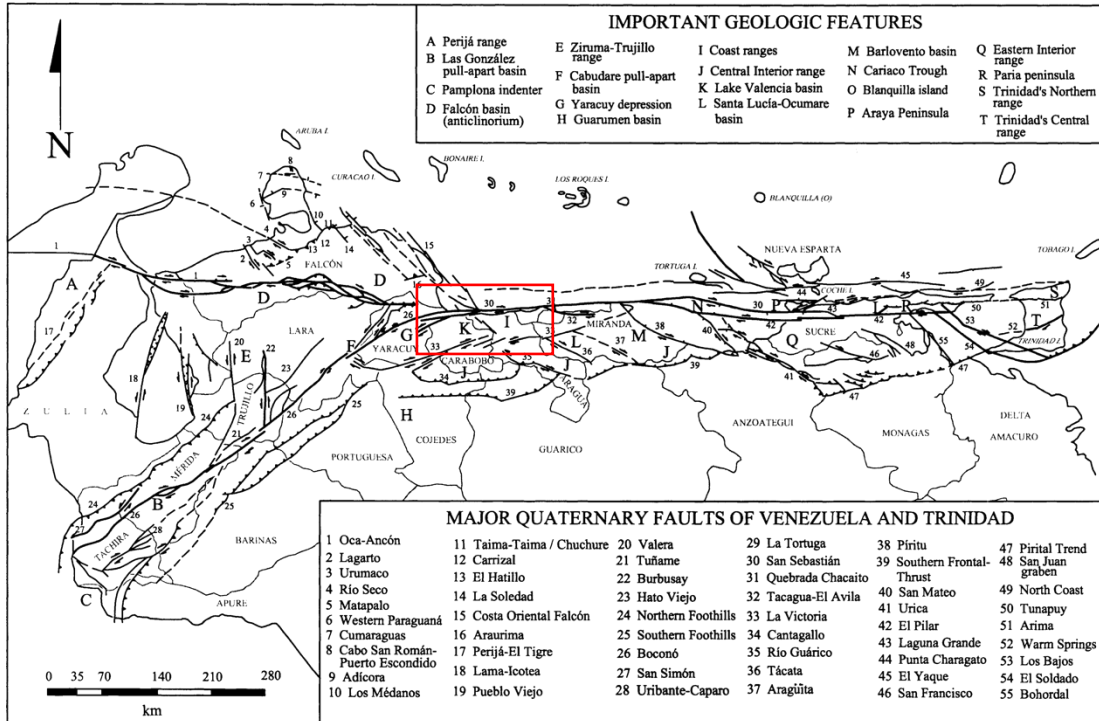 IMPORTANT GEOLOGIC FEATURES
A Perijá range
B Las González
pull-apart basin
C Pamplona indenter
D Falcón basin
(anticlinorium)
E Ziruma-Trujillo
range
F Cabudare pull-apart
basin
G Yaracuy depression
H Guarumen basin
I Coast ranges
J Central Interior range
K Lake Valencia basin
L Santa Lucía-Ocumare
basin
M Barlovento basin
N Cariaco Trough
O Blanquilla island
P Araya Peninsula
Q Eastern Interior
range
R Paria peninsula
S Trinidad's Northern
range
T Trinidad's Central
range
N
ARUBA I.
CURACAO I.
BONAIRE I.
LOS ROQUES I.
BLANQUILLA (O)
NUEVA ESPARTA
TORTUGA I.
COCHE I.
TOBAGO I.
TRINIDAD I.
FALCÓN
LARA
YARACUY
CARABOBO
ARAGUA
MIRANDA
SUCRE
ZULIA
TRUJILLO
MÉRIDA
TACHIRA
BARINAS
APURE
PORTUGUESA
COJEDES
GUARICO
ANZOATEGUI
MONAGAS
DELTA
AMACURO
0 35 70 140 210 280
km
MAJOR QUATERNARY FAULTS OF VENEZUELA AND TRINIDAD
1 Oca-Ancón
2 Lagarto
3 Urumaco
4 Río Seco
5 Matapalo
6 Western Paraguaná
7 Cumaraguas
8 Cabo San Román-
Puerto Escondido
9 Adícora
10 Los Médanos
11 Taima-Taima / Chuchure
12 Carrizal
13 El Hatillo
14 La Soledad
15 Costa Oriental Falcón
16 Araurima
17 Perijá-El Tigre
18 Lama-Icotea
19 Pueblo Viejo
20 Valera
21 Tuñame
22 Burbusay
23 Hato Viejo
24 Northern Foothills
25 Southern Foothills
26 Boconó
27 San Simón
28 Uribante-Caparo
29 La Tortuga
30 San Sebastián
31 Quebrada Chacaito
32 Tacagua-El Avila
33 La Victoria
34 Cantagallo
35 Río Guárico
36 Tácata
37 Aragüita
38 Píritu
39 Southern Frontal-
Thrust
40 San Mateo
41 Urica
42 El Pilar
43 Laguna Grande
44 Punta Charagato
45 El Yaque
46 San Francisco
47 Pirital Trend
48 San Juan
graben
49 North Coast
50 Tunapuy
51 Arima
52 Warm Springs
53 Los Bajos
54 El Soldado
55 Bohordal